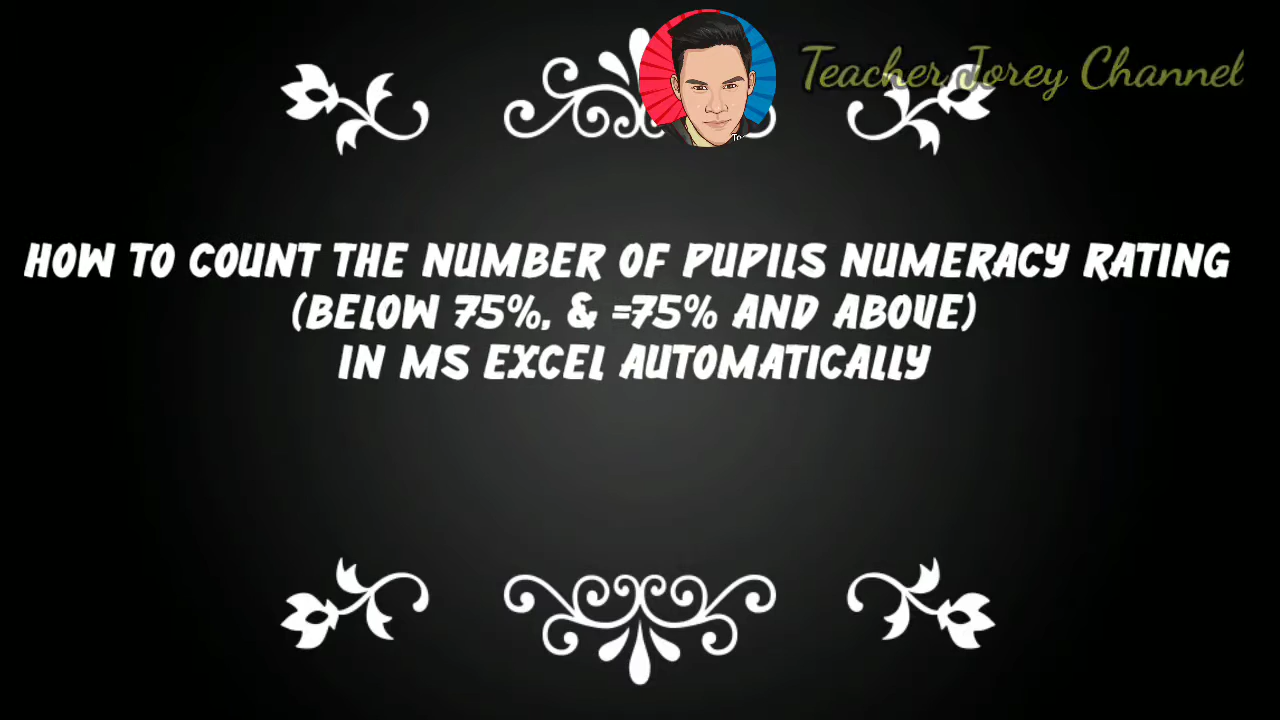 Teacher Jorey Channel
HOW TO COUNT THE NUMBER OF PUPILS NUMERACY RATING
(BELOW 75%, & =75% AND ABOVE)
IN MS EXCEL AUTOMATICALLY